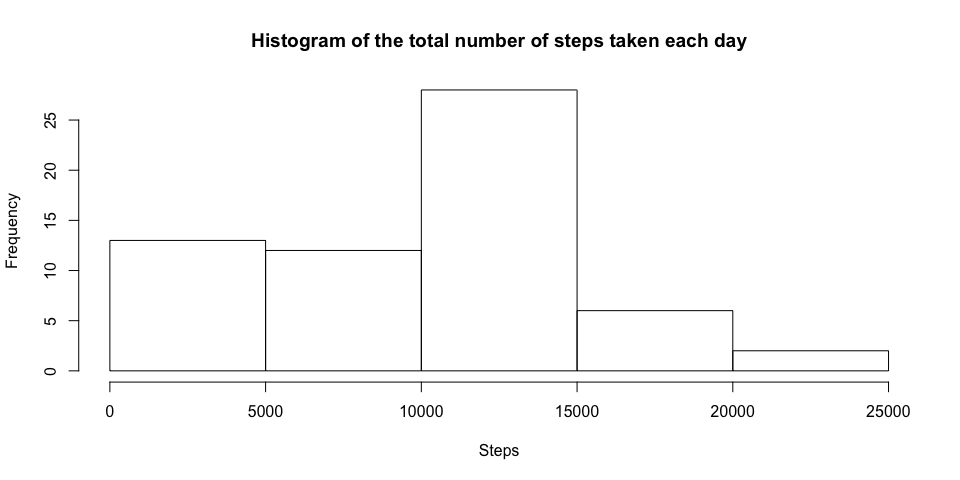 Histogram of the total number of steps taken each day
Frequency
25
20
15
10
5
0
0 5000 10000 15000 20000 25000
Steps